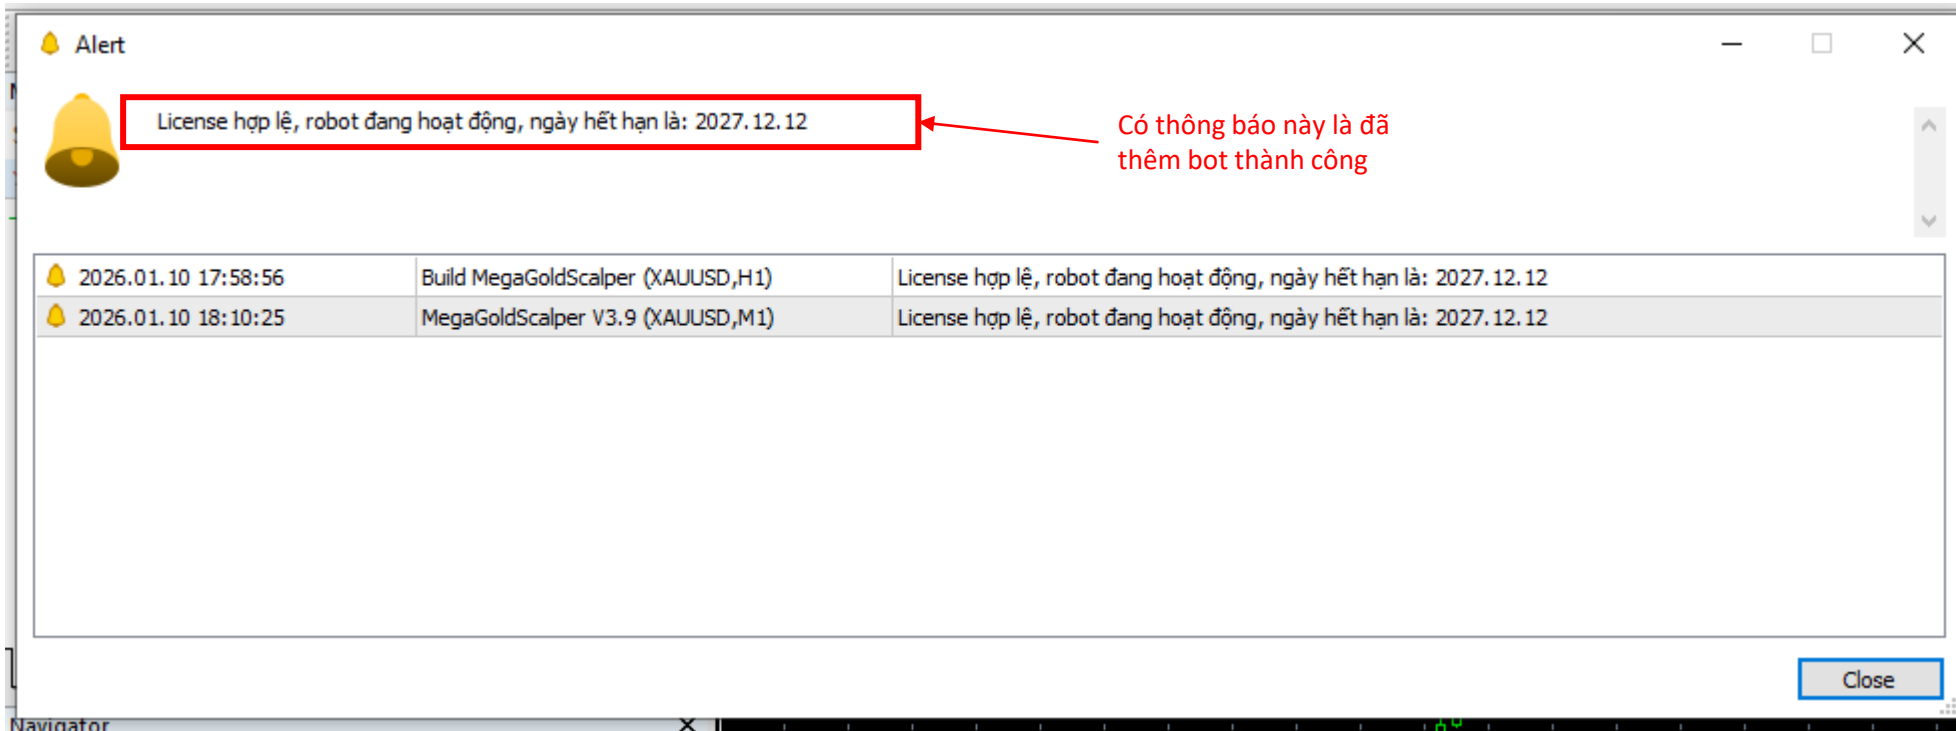 Alert
License hợp lệ, robot đang hoạt động, ngày hết hạn là: 2027.12.12
Có thông báo này là đã
thêm bot thành công
2026.01.10 17:58:56 Build MegaGoldScalper (XAUUSD,H1) License hợp lệ, robot đang hoạt động, ngày hết hạn là: 2027.12.12
2026.01.10 18:10:25 MegaGoldScalper V3.9 (XAUUSD,M1) License hợp lệ, robot đang hoạt động, ngày hết hạn là: 2027.12.12
Close
Navigator